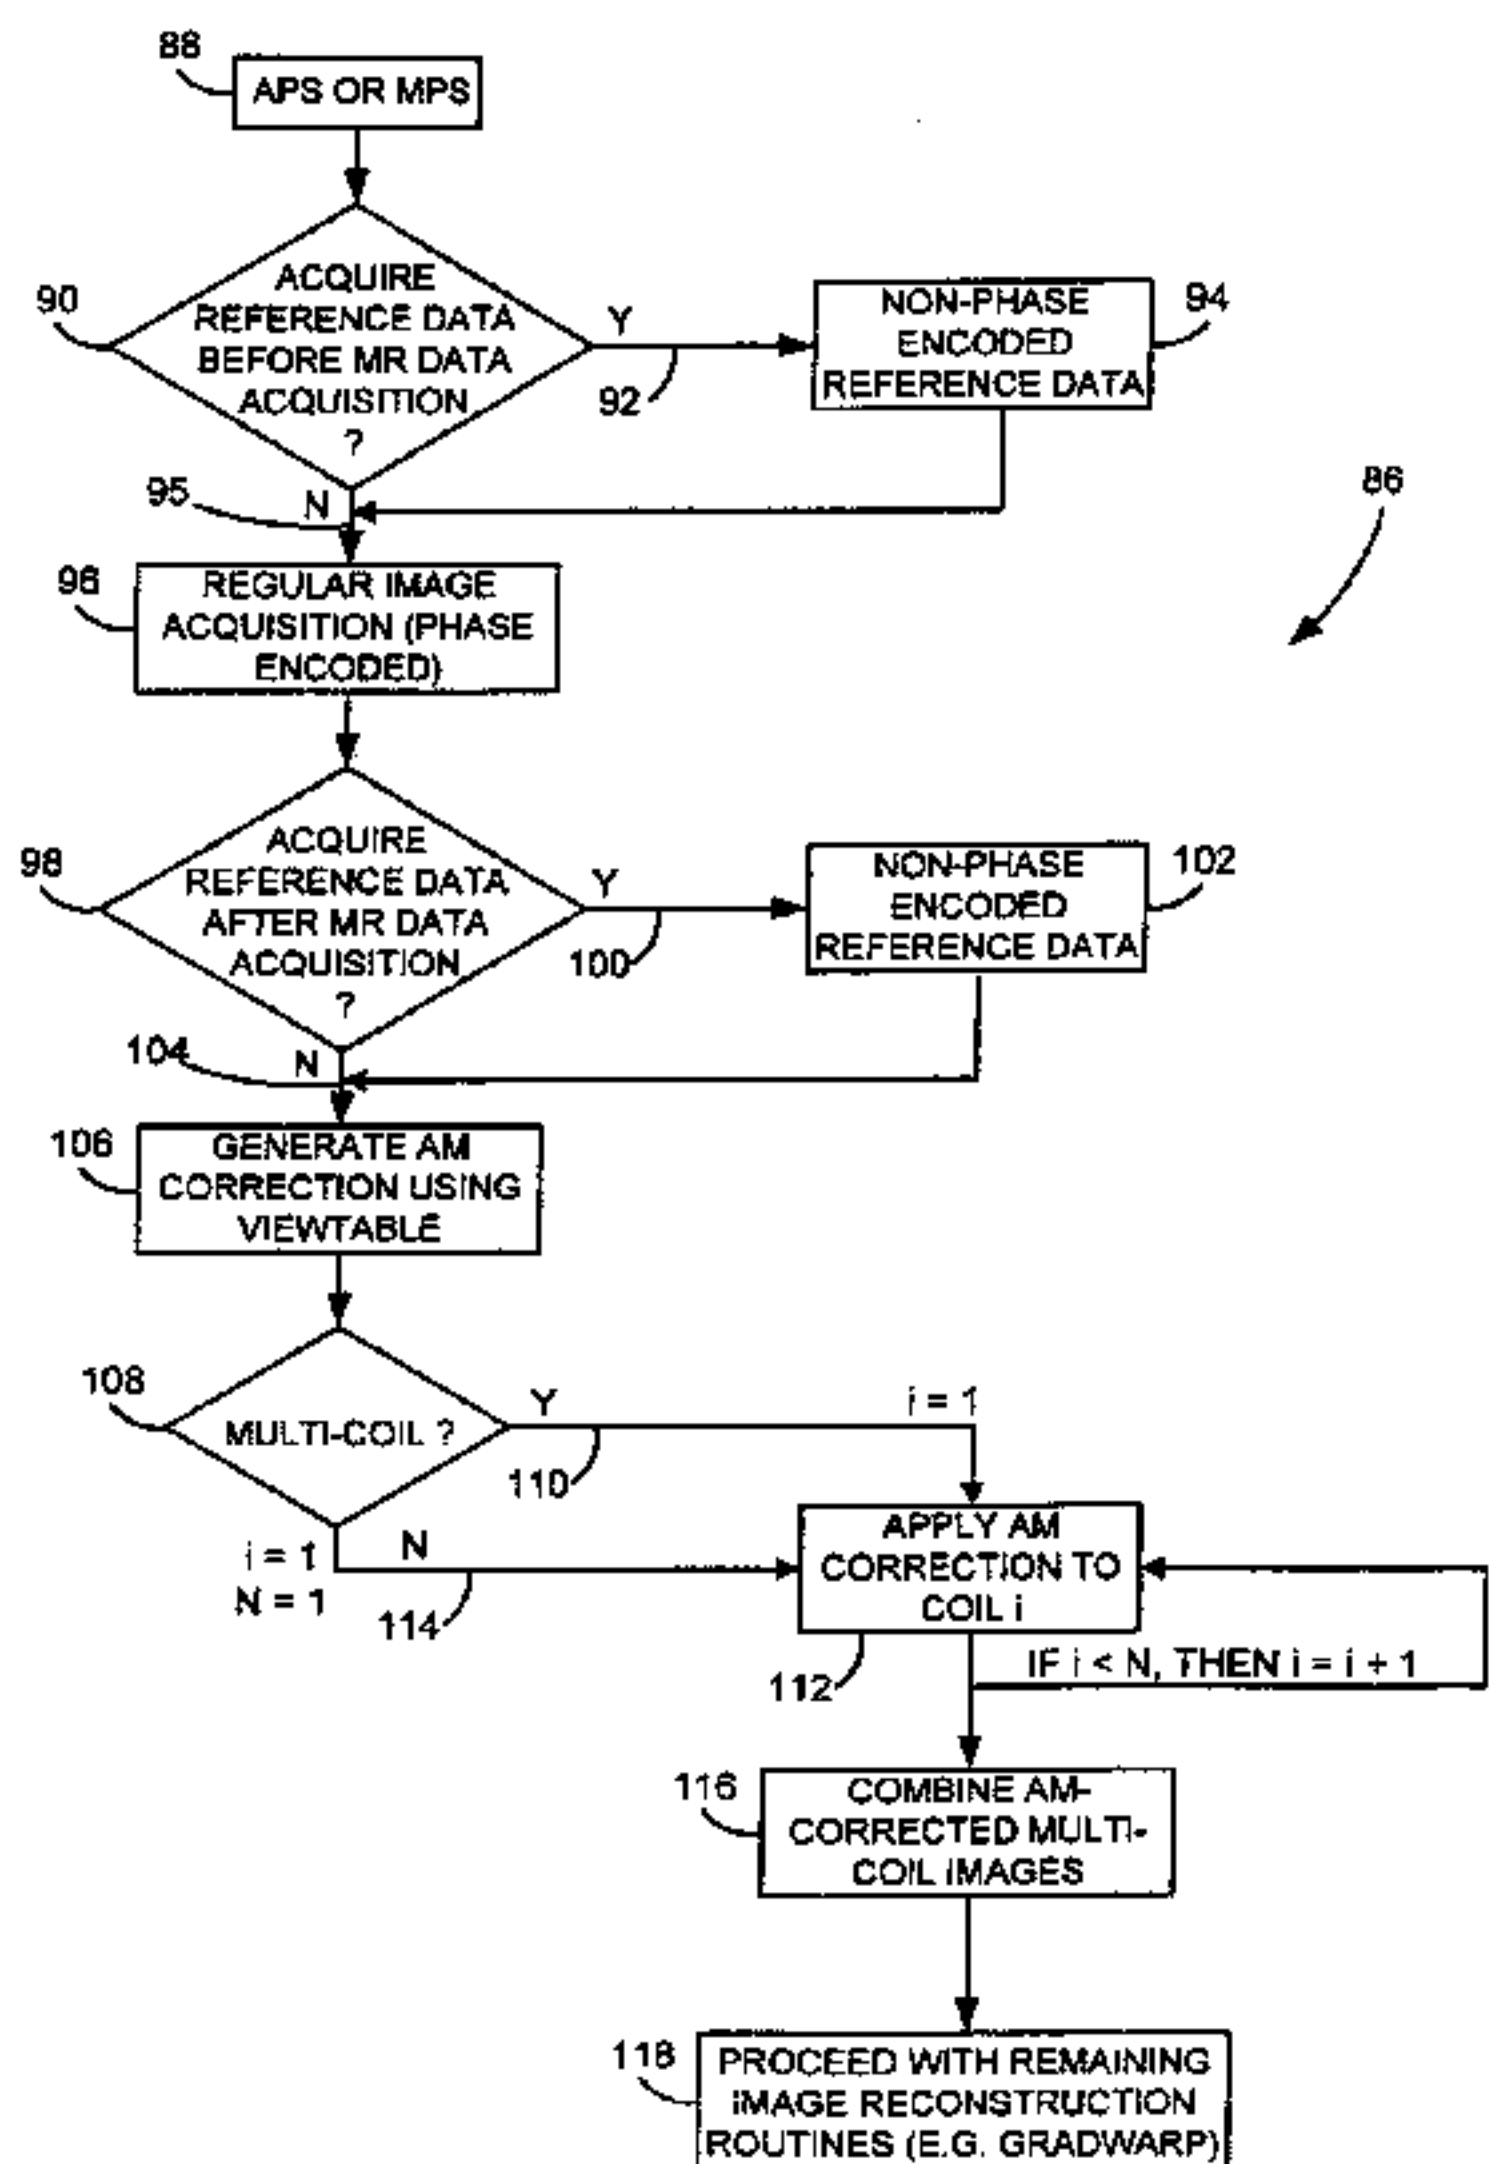 88
APS OR MPS
90
ACQUIRE
REFERENCE DATA
BEFORE MR DATA
ACQUISITION
?
Y
92
NON-PHASE
ENCODED
REFERENCE DATA
94
95
N
86
96
REGULAR IMAGE
ACQUISITION (PHASE
ENCODED)
98
ACQUIRE
REFERENCE DATA
AFTER MR DATA
ACQUISITION
?
Y
100
NON-PHASE
ENCODED
REFERENCE DATA
102
104
N
106
GENERATE AM
CORRECTION USING
VIEWTABLE
108
MULTI-COIL ?
Y
110
i = 1
i = 1
N = 1
N
114
APPLY AM
CORRECTION TO
COIL i
112
IF i < N, THEN i = i + 1
116
COMBINE AM-
CORRECTED MULTI-
COIL IMAGES
118
PROCEED WITH REMAINING
IMAGE RECONSTRUCTION
ROUTINES (E.G. GRADWARP)